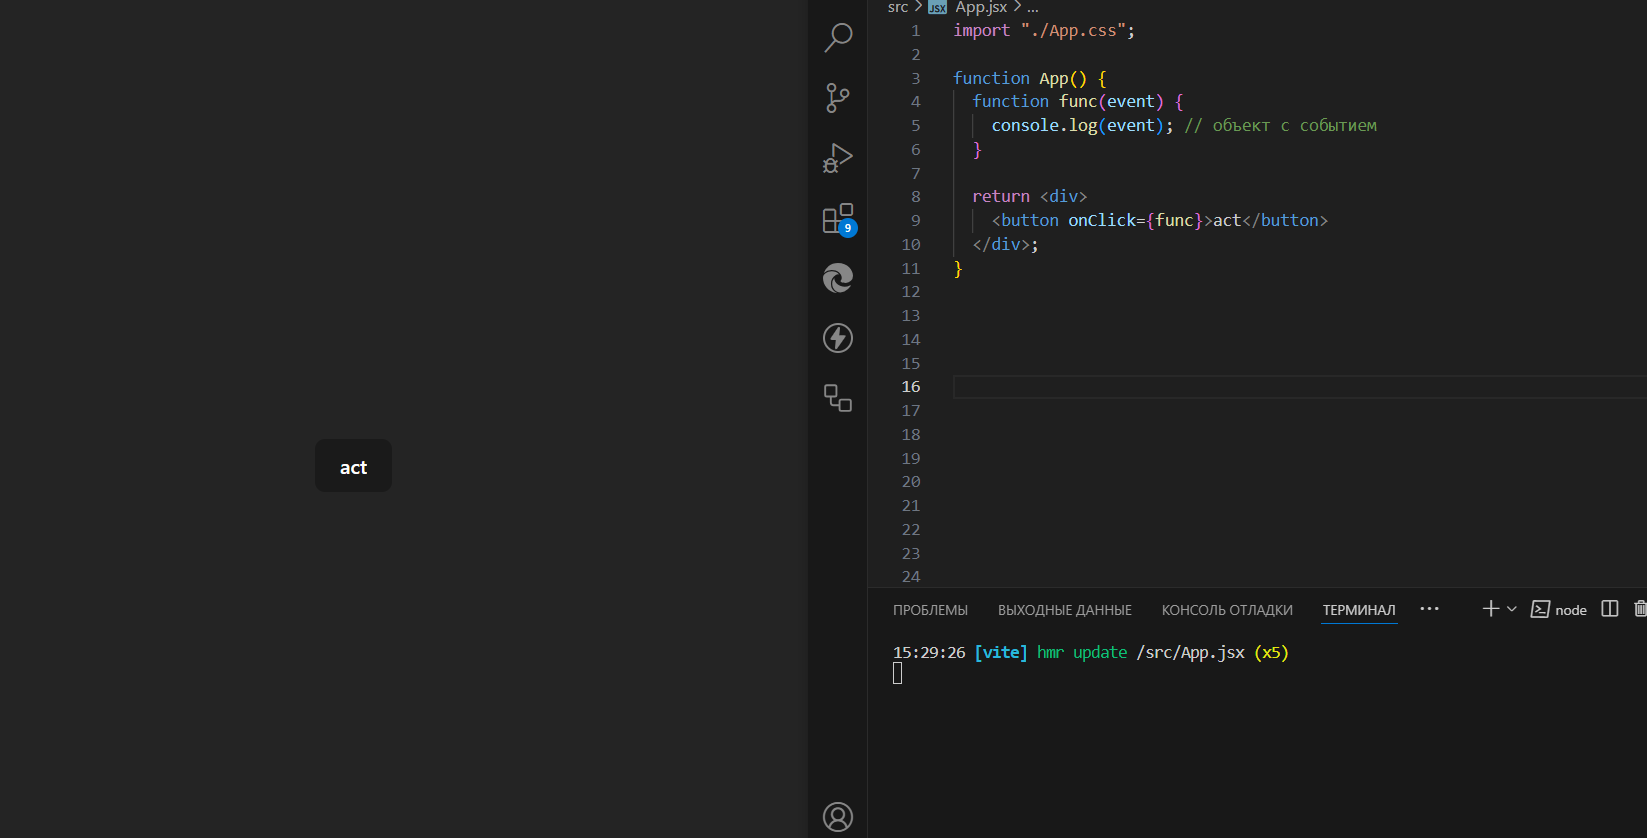 act
9
src > JSX App.jsx > ...
1 import "./App.css";
2
3 function App() {
4 function func(event) {
5 console.log(event); // объект с событием
6 }
7
8 return <div>
9 <button onClick={func}>act</button>
10 </div>;
11 }
12
13
14
15
16
17
18
19
20
21
22
23
24
ПРОБЛЕМЫ ВЫХОДНЫЕ ДАННЫЕ КОНСОЛЬ ОТЛАДКИ ТЕРМИНАЛ ... node
15:29:26 [vite] hmr update /src/App.jsx (x5)